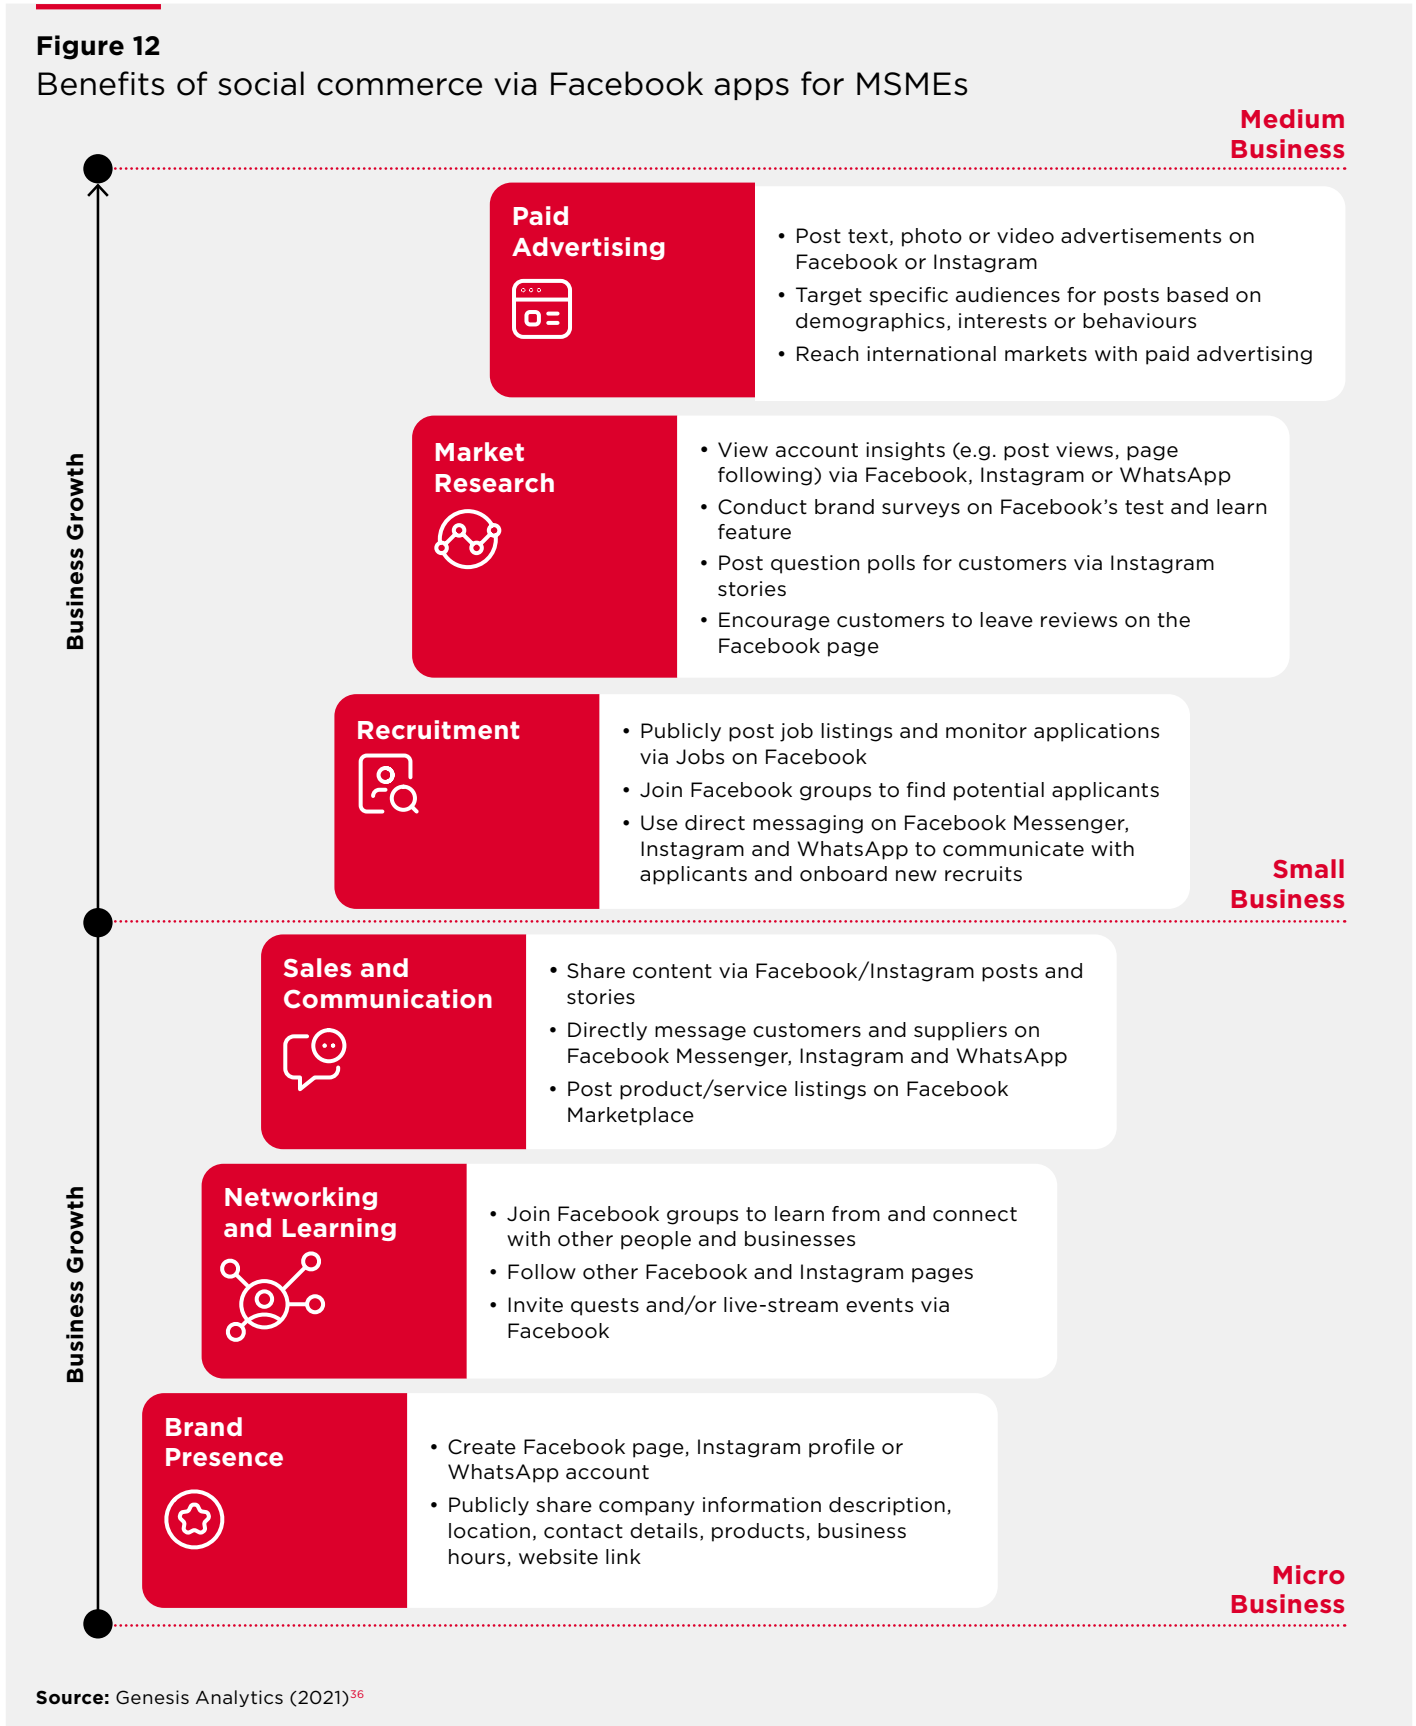 Figure 12
Benefits of social commerce via Facebook apps for MSMEs
Medium
Business
Paid
Advertising
• Post text, photo or video advertisements on
Facebook or Instagram
• Target specific audiences for posts based on
demographics, interests or behaviours
• Reach international markets with paid advertising
Business Growth
Market
Research
• View account insights (e.g. post views, page
following) via Facebook, Instagram or WhatsApp
• Conduct brand surveys on Facebook's test and learn
feature
• Post question polls for customers via Instagram
stories
• Encourage customers to leave reviews on the
Facebook page
Recruitment
• Publicly post job listings and monitor applications
via Jobs on Facebook
• Join Facebook groups to find potential applicants
• Use direct messaging on Facebook Messenger,
Instagram and WhatsApp to communicate with
applicants and onboard new recruits
Small
Business
Sales and
Communication
• Share content via Facebook/Instagram posts and
stories
• Directly message customers and suppliers on
Facebook Messenger, Instagram and WhatsApp
• Post product/service listings on Facebook
Marketplace
Business Growth
Networking
and Learning
• Join Facebook groups to learn from and connect
with other people and businesses
• Follow other Facebook and Instagram pages
• Invite quests and/or live-stream events via
Facebook
Brand
Presence
• Create Facebook page, Instagram profile or
WhatsApp account
• Publicly share company information description,
location, contact details, products, business
hours, website link
Micro
Business
Source: Genesis Analytics (2021)36